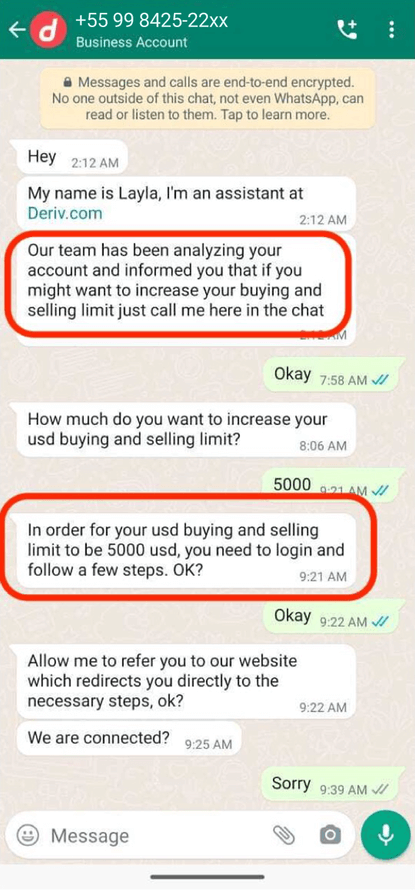 +55 99 8425-22xx
Business Account
Messages and calls are end-to-end encrypted.
No one outside of this chat, not even WhatsApp, can
read or listen to them. Tap to learn more.
Hey 2:12 AM
My name is Layla, I'm an assistant at
Deriv.com
2:12 AM
Our team has been analyzing your
account and informed you that if you
might want to increase your buying and
selling limit just call me here in the chat
2:12 AM
Okay 7:58 AM
How much do you want to increase your
usd buying and selling limit?
8:06 AM
5000 9:21 AM
In order for your usd buying and selling
limit to be 5000 usd, you need to login and
follow a few steps. OK?
9:21 AM
Okay 9:22 AM
Allow me to refer you to our website
which redirects you directly to the
necessary steps, ok?
9:22 AM
We are connected? 9:25 AM
Sorry 9:39 AM
Message